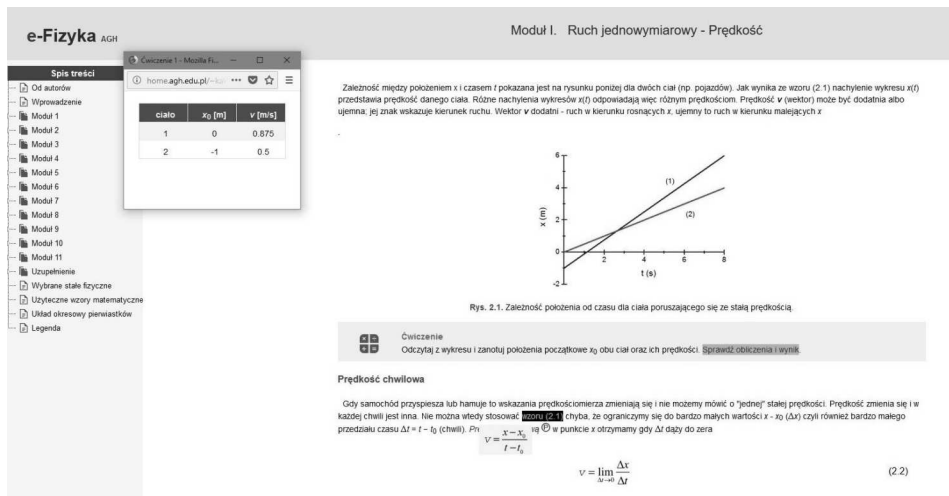 e-Fizyka AGH
Moduł I. Ruch jednowymiarowy - Prędkość
Spis treści
Od autorów
Wprowadzenie
Moduł 1
Moduł 2
Moduł 3
Moduł 4
Moduł 5
Moduł 6
Moduł 7
Moduł 8
Moduł 9
Moduł 10
Moduł 11
Uzupełnienie
Wybrane stałe fizyczne
Użyteczne wzory matematyczne
Układ okresowy pierwiastków
Legenda
Ćwiczenie 1 - Mozilla Fi...
home.agh.edu.pl/~ka
ciało x₀ [m] v [m/s]
1 0 0.875
2 -1 0.5
Zależność między położeniem x i czasem t pokazana jest na rysunku poniżej dla dwóch ciał (np. pojazdów). Jak wynika ze wzoru (2.1) nachylenie wykresu x(t)
przedstawia prędkość danego ciała. Różne nachylenia wykresów x(t) odpowiadają więc różnym prędkościom. Prędkość v (wektor) może być dodatnia albo
ujemna; jej znak wskazuje kierunek ruchu. Wektor v dodatni - ruch w kierunku rosnących x, ujemny to ruch w kierunku malejących x
.
6
4
2
0
-2
x (m)
(1)
(2)
2 4 6 8
t (s)
Rys. 2.1. Zależność położenia od czasu dla ciała poruszającego się ze stałą prędkością.
Ćwiczenie
Odczytaj z wykresu i zanotuj położenia początkowe x₀ obu ciał oraz ich prędkości. Sprawdź obliczenia i wynik.
Prędkość chwilowa
Gdy samochód przyspiesza lub hamuje to wskazania prędkościomierza zmieniają się i nie możemy mówić o "jednej" stałej prędkości. Prędkość zmienia się i w
każdej chwili jest inna. Nie można wtedy stosować wzoru (2.1) chyba, że ograniczymy się do bardzo małych wartości x - x₀ (Δx) czyli również bardzo małego
przedziału czasu Δt = t − t₀ (chwili). Pr wą Ⓟ w punkcie x otrzymamy gdy Δt dąży do zera
v = (x − x₀)/(t − t₀)
v = lim Δt→0 Δx/Δt (2.2)